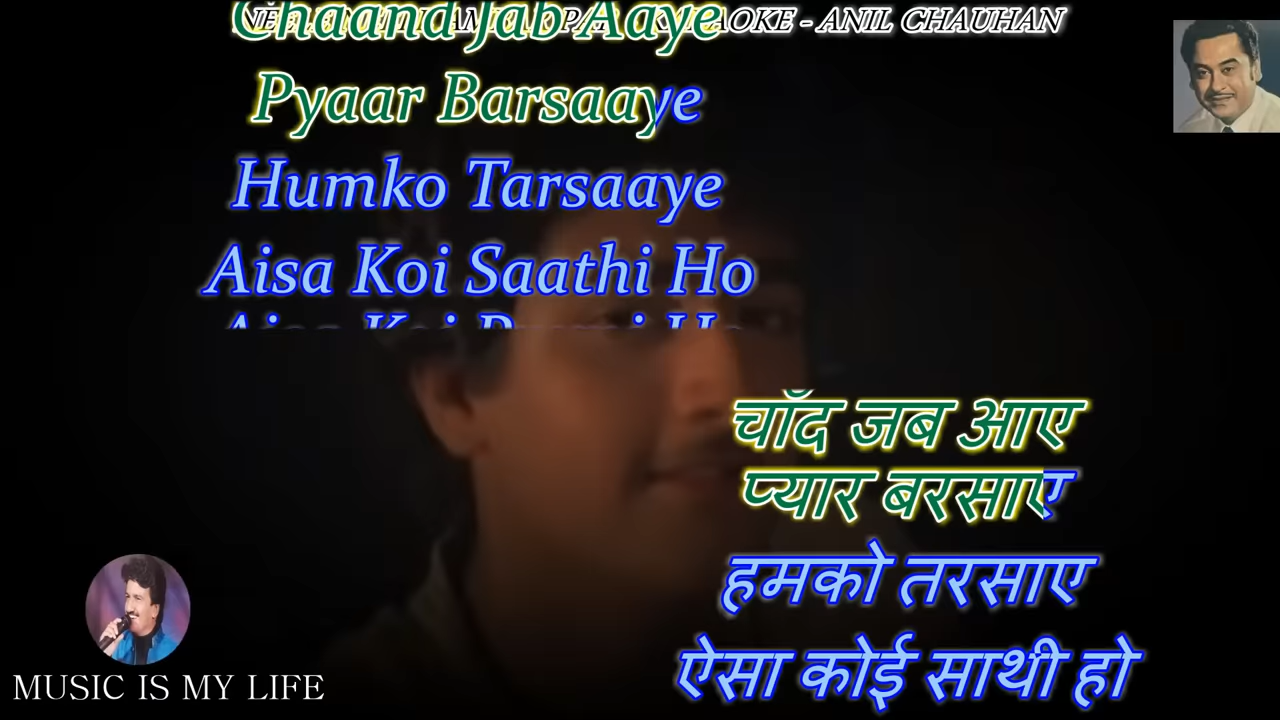 KARAOKE - ANIL CHAUHAN
Chaand Jab Aaye
Pyaar Barsaaye
Humko Tarsaaye
Aisa Koi Saathi Ho
चाँद जब आए
प्यार बरसाए
हमको तरसाए
ऐसा कोई साथी हो
MUSIC IS MY LIFE